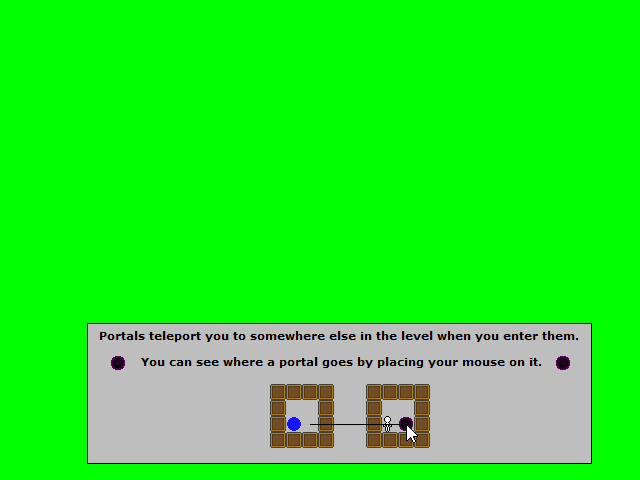 Portals teleport you to somewhere else in the level when you enter them.
You can see where a portal goes by placing your mouse on it.